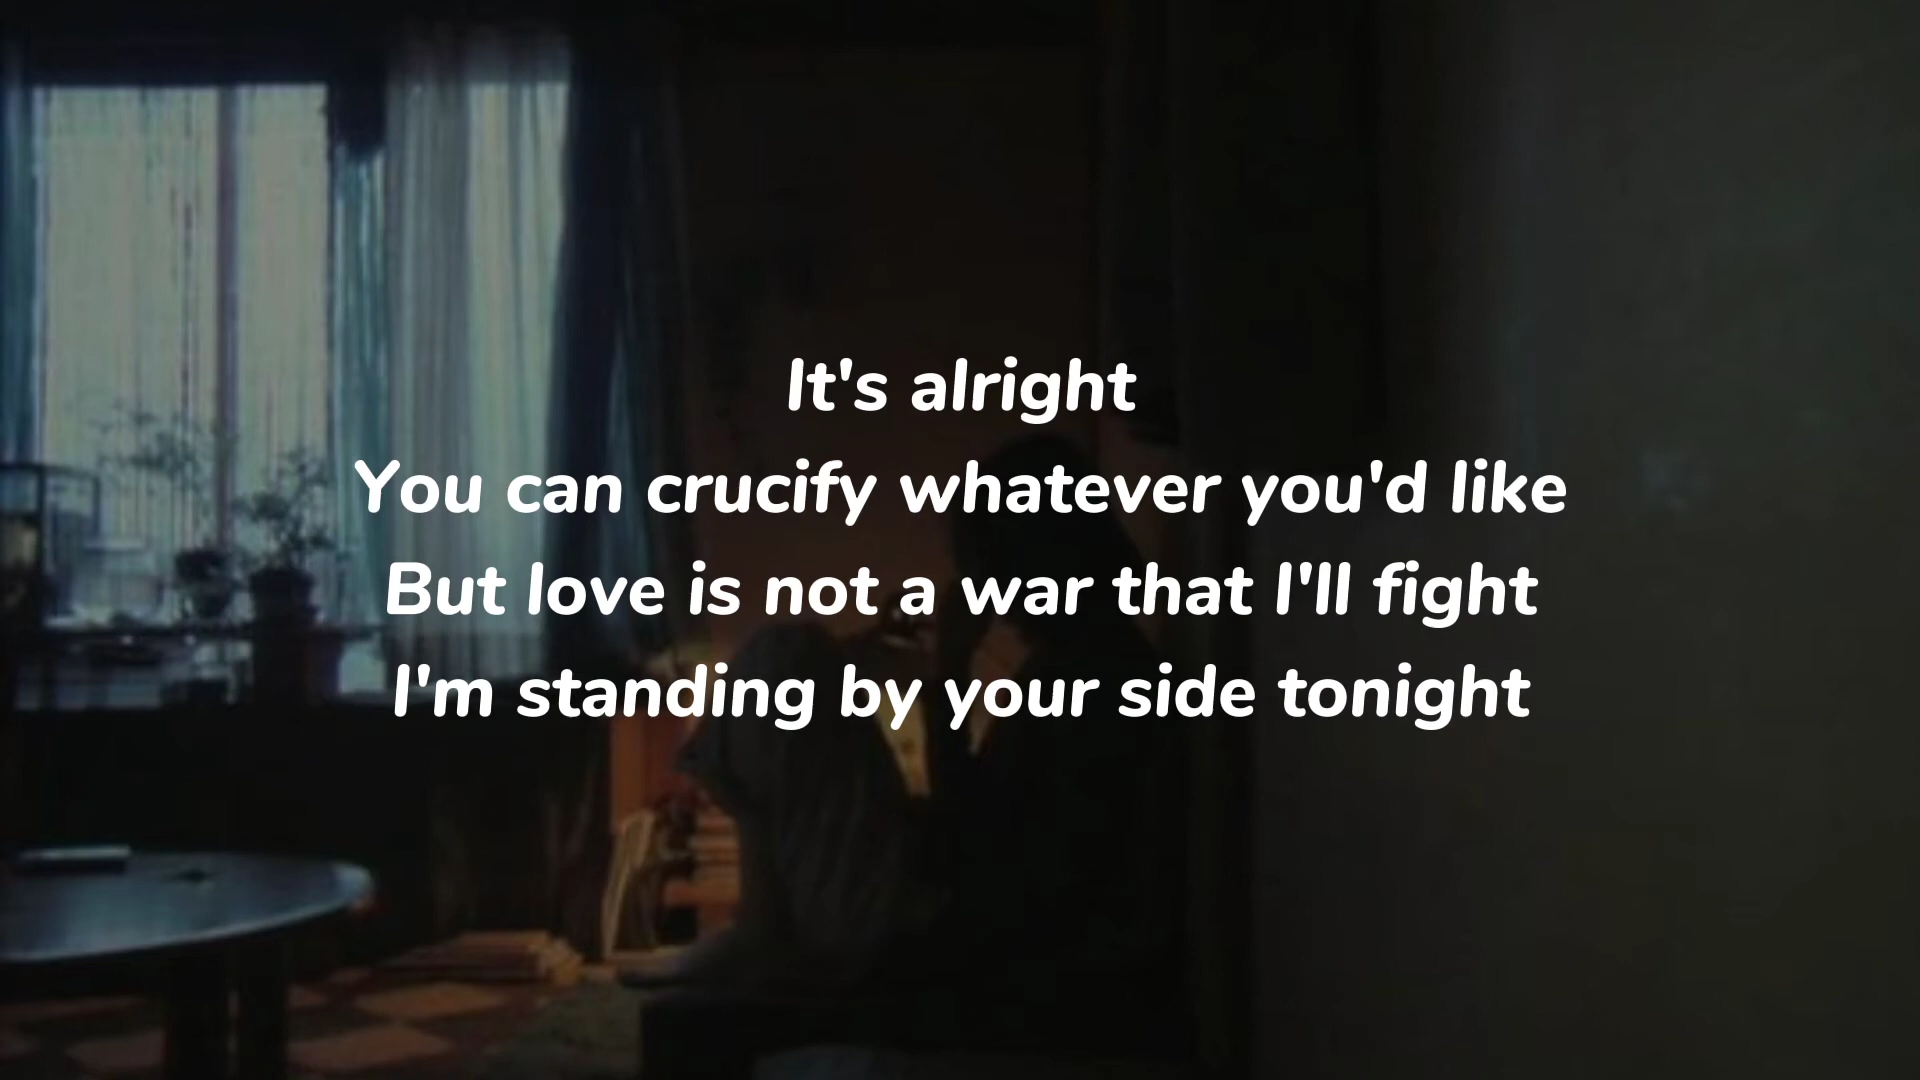 It's alright
You can crucify whatever you'd like
But love is not a war that I'll fight
I'm standing by your side tonight